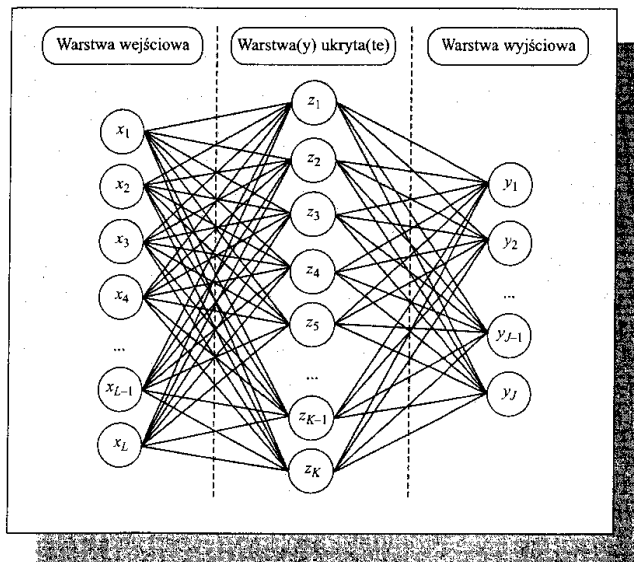 Warstwa wejściowa
Warstwa(y) ukryta(te)
Warstwa wyjściowa
x1
x2
x3
x4
...
xL–1
xL
z1
z2
z3
z4
z5
...
zK–1
zK
y1
y2
...
yJ–1
yJ